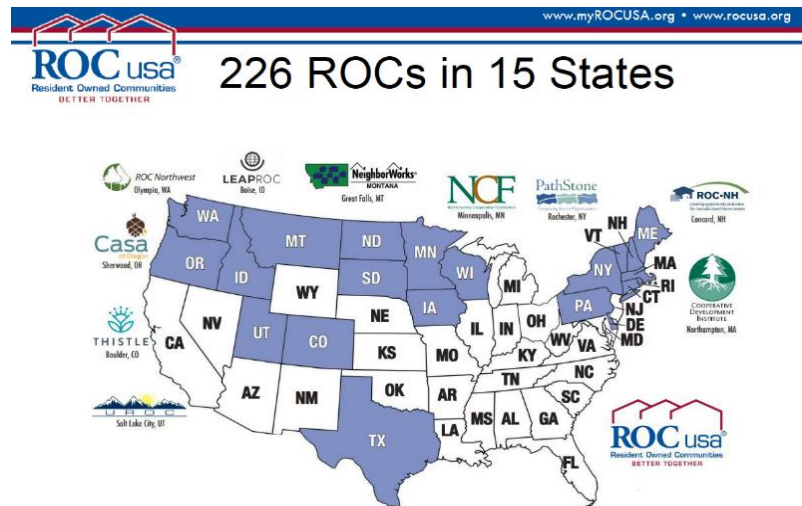 www.myROCUSA.org • www.rocusa.org
ROC usa®
Resident Owned Communities
BETTER TOGETHER
226 ROCs in 15 States
ROC Northwest
Olympia, WA
LEAPROC
Boise, ID
NeighborWorks®
MONTANA
Great Falls, MT
NCF
Minneapolis, MN
PathStone
Rochester, NY
ROC-NH
Concord, NH
Casa
of Oregon
Sherwood, OR
THISTLE
Boulder, CO
UROC
Salt Lake City, UT
COOPERATIVE
DEVELOPMENT
INSTITUTE
Northampton, MA
WA
OR
ID
MT
ND
SD
MN
WI
IA
WY
NE
NV
CA
UT
CO
KS
AZ
NM
OK
TX
MO
AR
LA
IL
IN
MI
OH
KY
TN
MS
AL
GA
FL
SC
NC
VA
WV
PA
NY
VT
NH
ME
MA
RI
CT
NJ
DE
MD
ROC usa®
Resident Owned Communities
BETTER TOGETHER